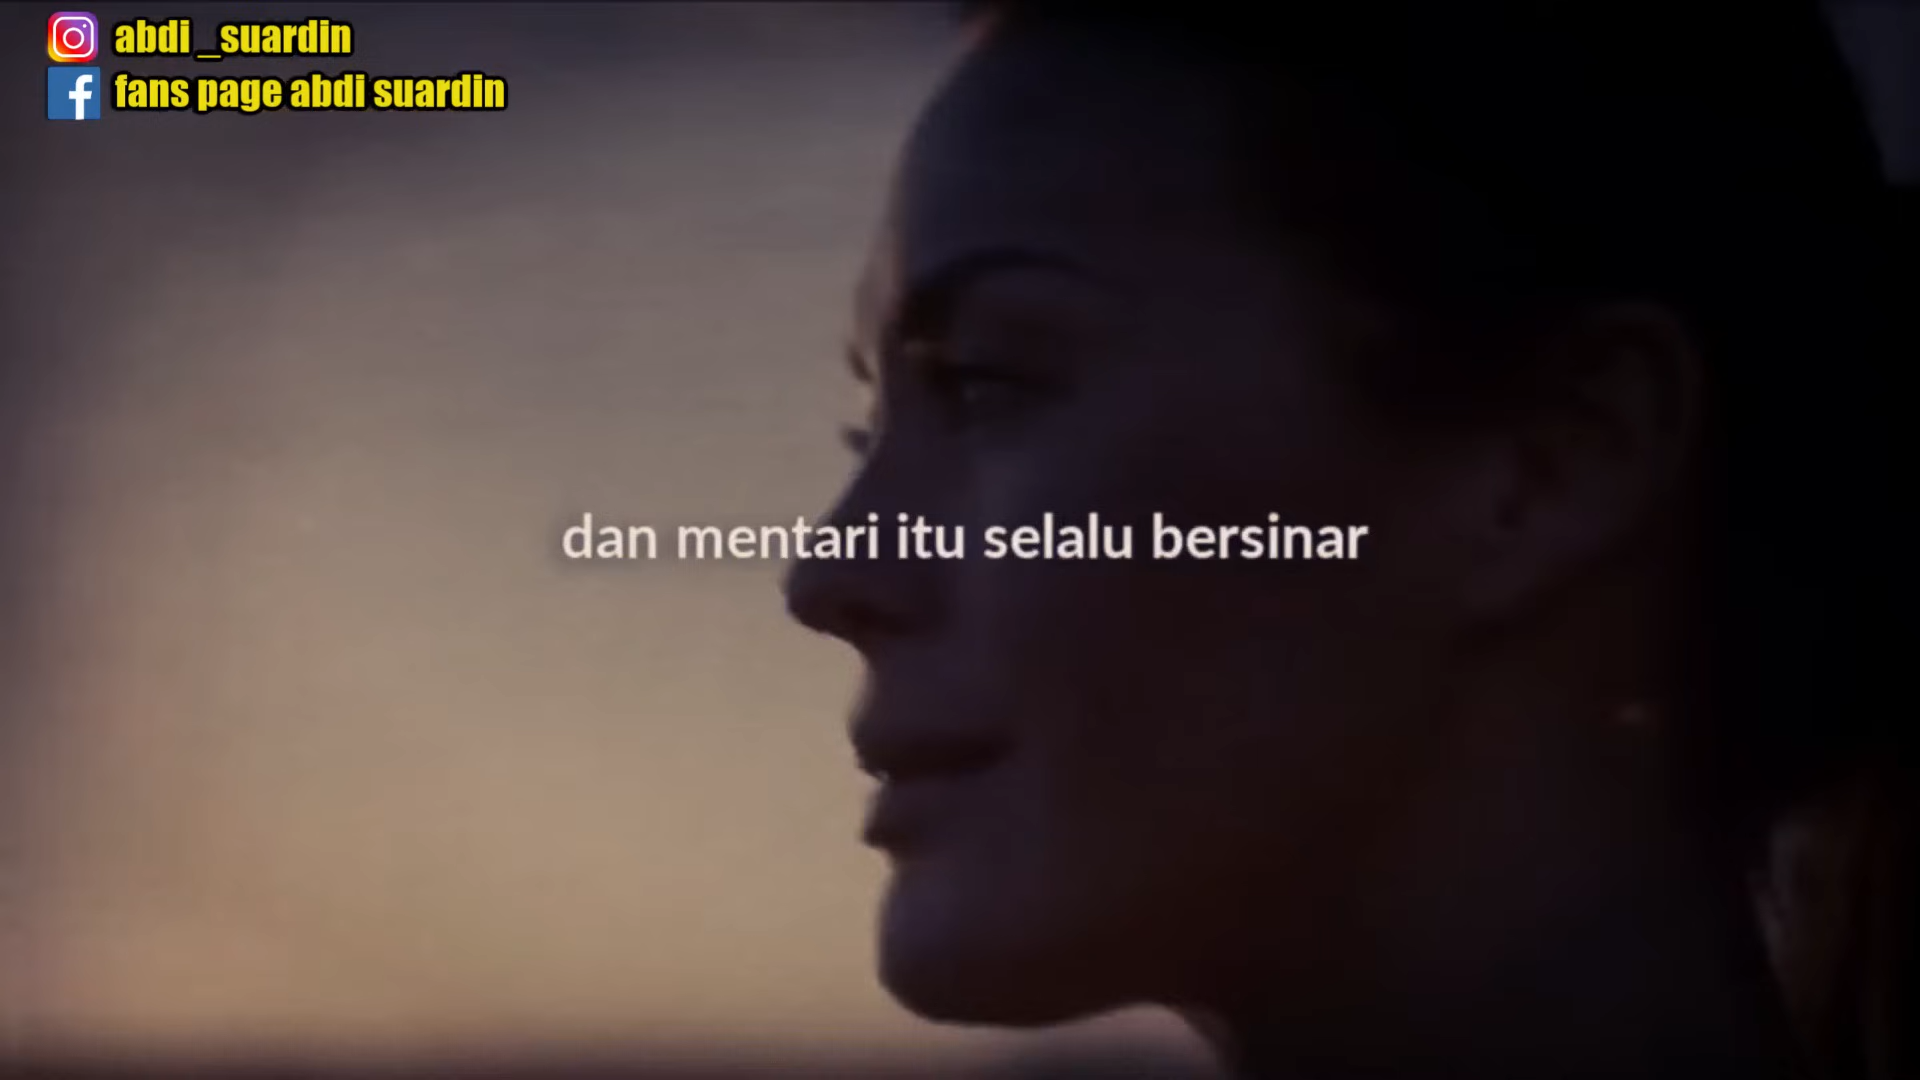 abdi _suardin
fans page abdi suardin
dan mentari itu selalu bersinar